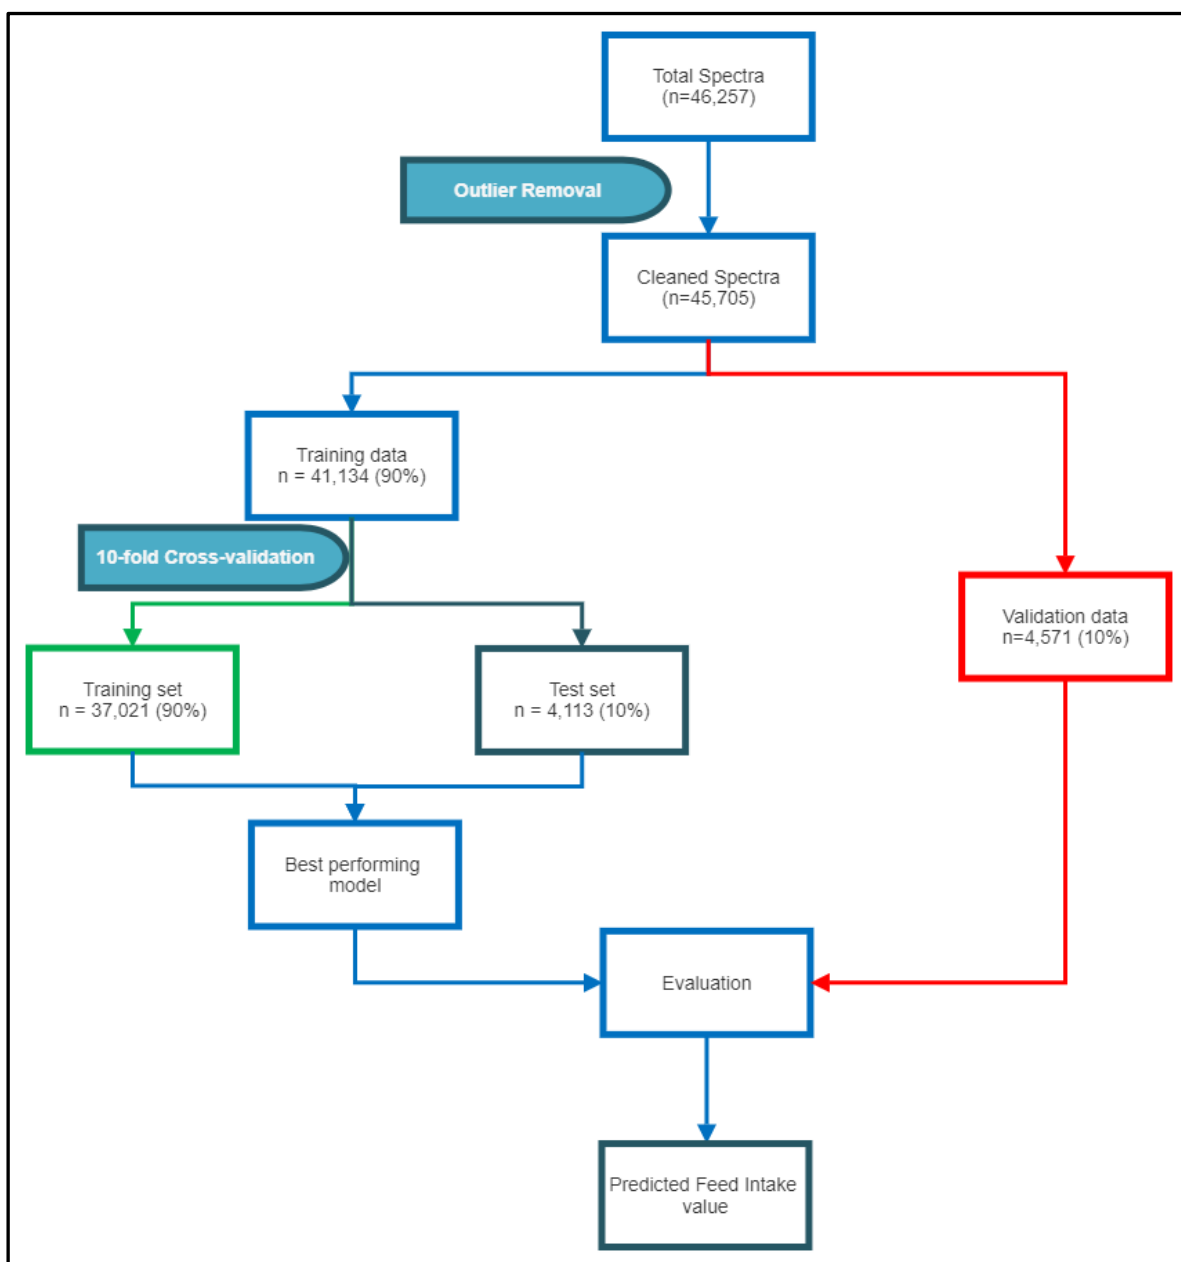 Total Spectra
(n=46,257)
Outlier Removal
Cleaned Spectra
(n=45,705)
Training data
n = 41,134 (90%)
10-fold Cross-validation
Validation data
n=4,571 (10%)
Training set
n = 37,021 (90%)
Test set
n = 4,113 (10%)
Best performing
model
Evaluation
Predicted Feed Intake
value